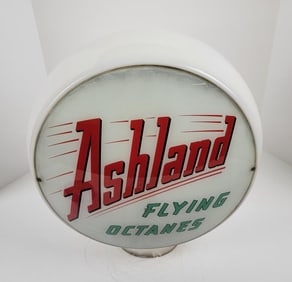 Ashland
FLYING
OCTANES